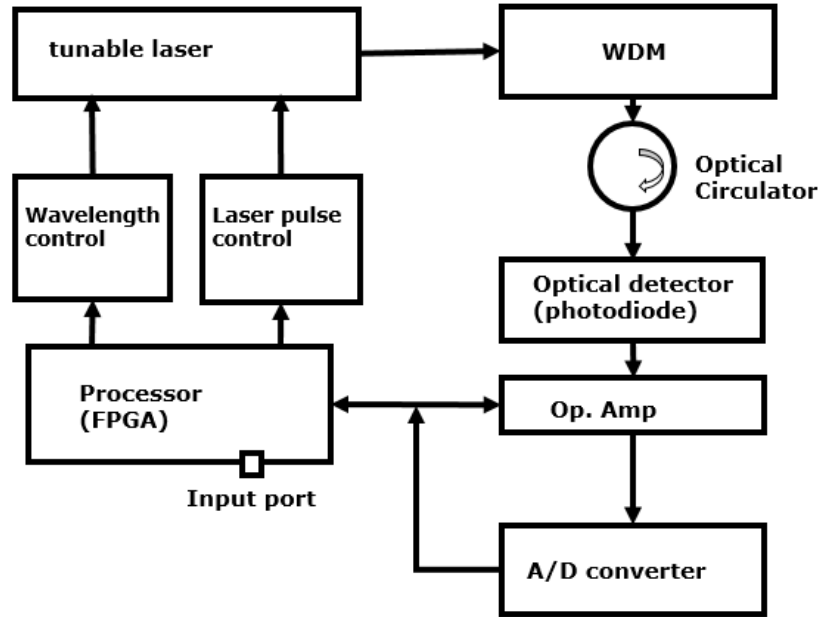 tunable laser
WDM
Optical
Circulator
Wavelength
control
Laser pulse
control
Optical detector
(photodiode)
Processor
(FPGA)
Op. Amp
Input port
A/D converter